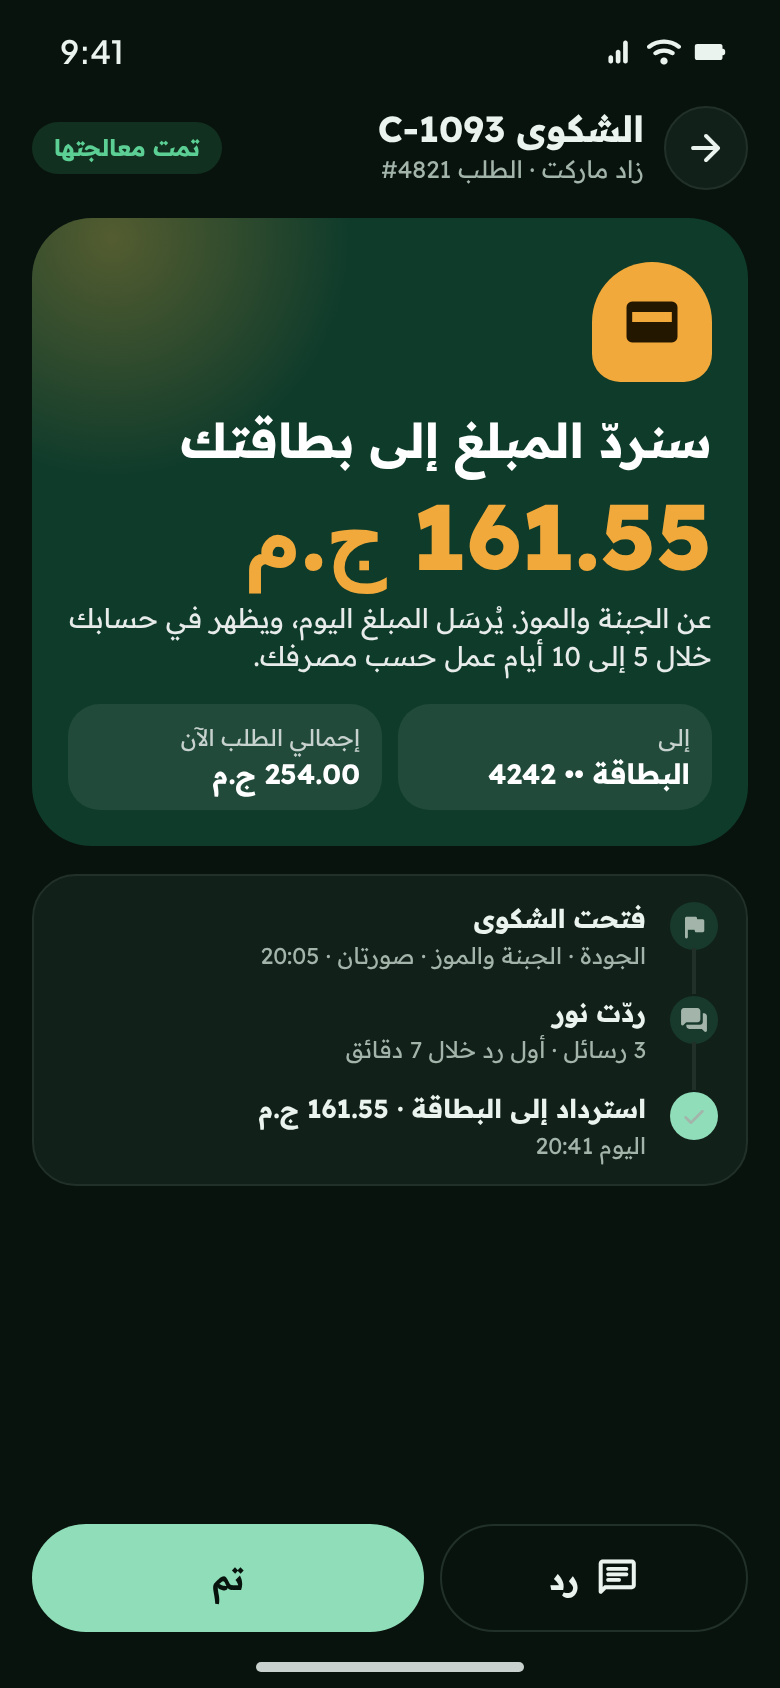 9:41
الشكوى C-1093
زاد ماركت · الطلب #4821
تمت معالجتها
سنردّ المبلغ إلى بطاقتك
161.55 ج.م
عن الجبنة والموز. يُرسَل المبلغ اليوم، ويظهر في حسابك
خلال 5 إلى 10 أيام عمل حسب مصرفك.
إلى
البطاقة •• 4242
إجمالي الطلب الآن
254.00 ج.م
فتحت الشكوى
الجودة · الجبنة والموز · صورتان · 20:05
ردّت نور
3 رسائل · أول رد خلال 7 دقائق
استرداد إلى البطاقة · 161.55 ج.م
اليوم 20:41
رد
تم